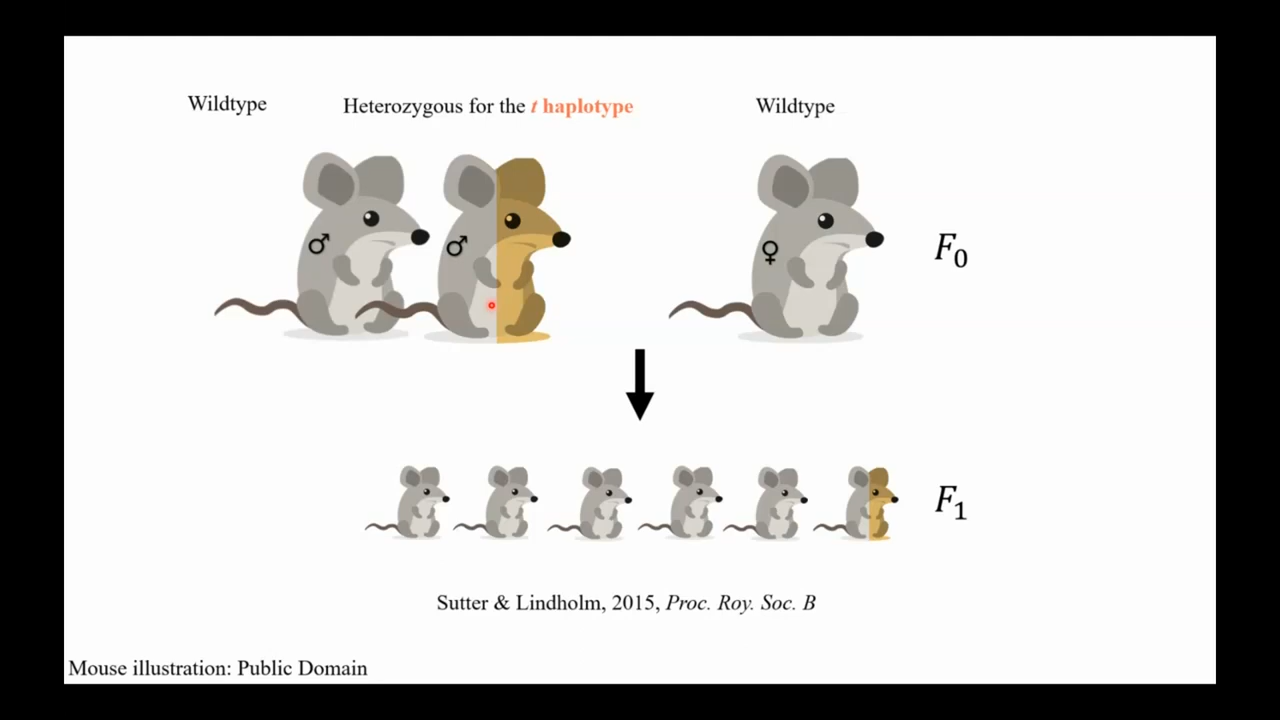 Wildtype
Heterozygous for the t haplotype
Wildtype
♂
♂
♀
F₀
F₁
Sutter & Lindholm, 2015, Proc. Roy. Soc. B
Mouse illustration: Public Domain